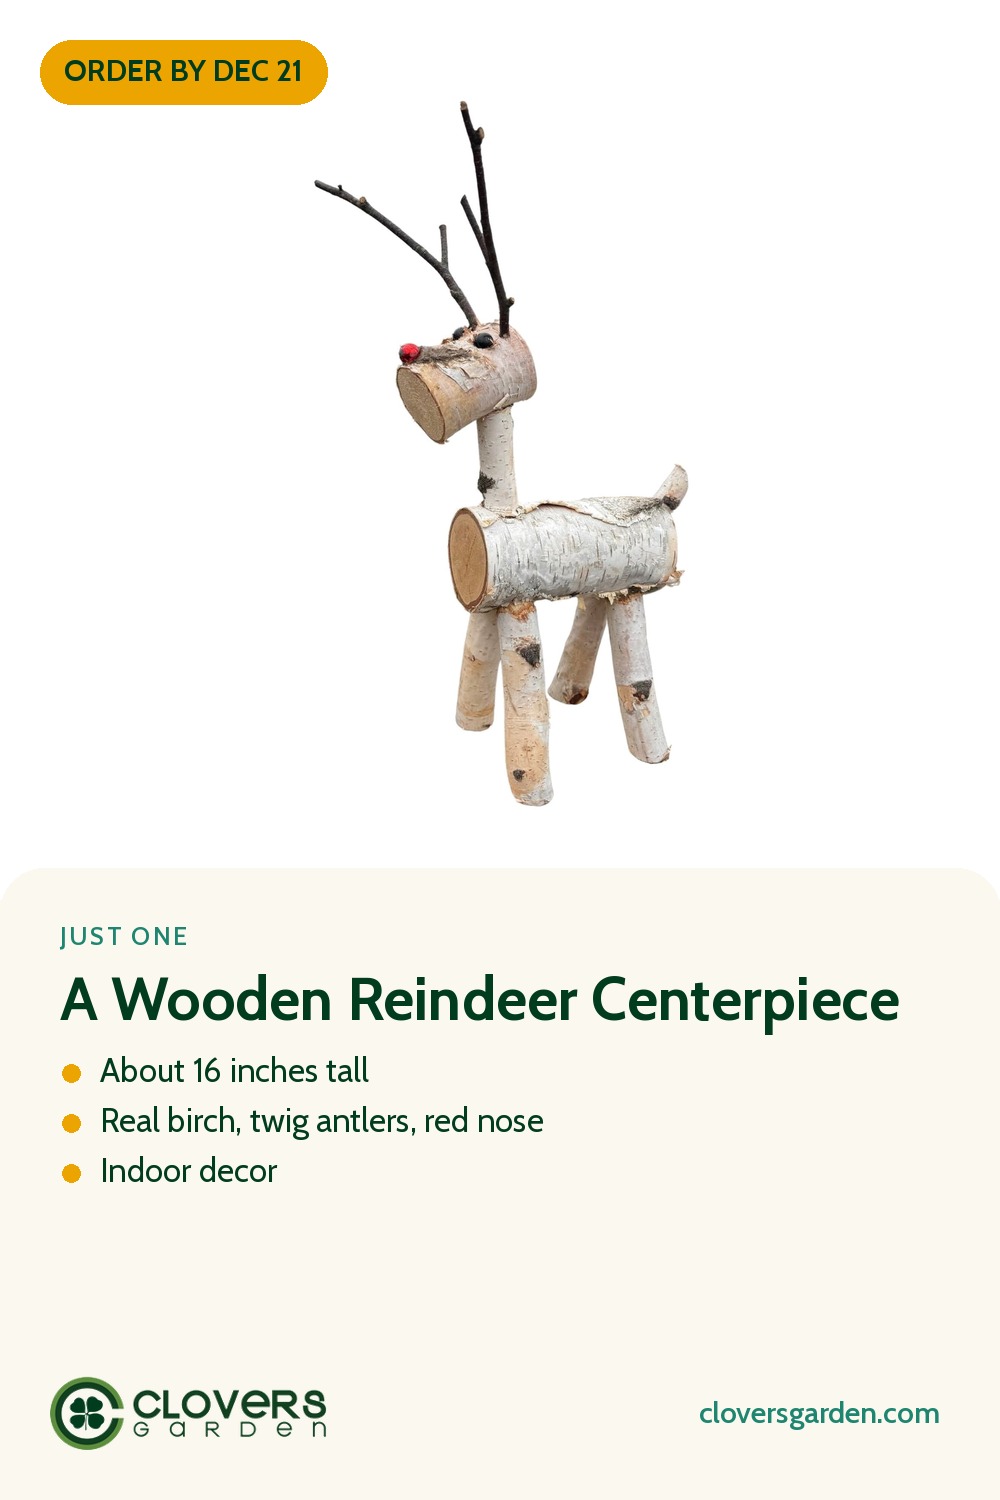 ORDER BY DEC 21
JUST ONE
A Wooden Reindeer Centerpiece
About 16 inches tall
Real birch, twig antlers, red nose
Indoor decor
CLOVERS
GARDEN
cloversgarden.com